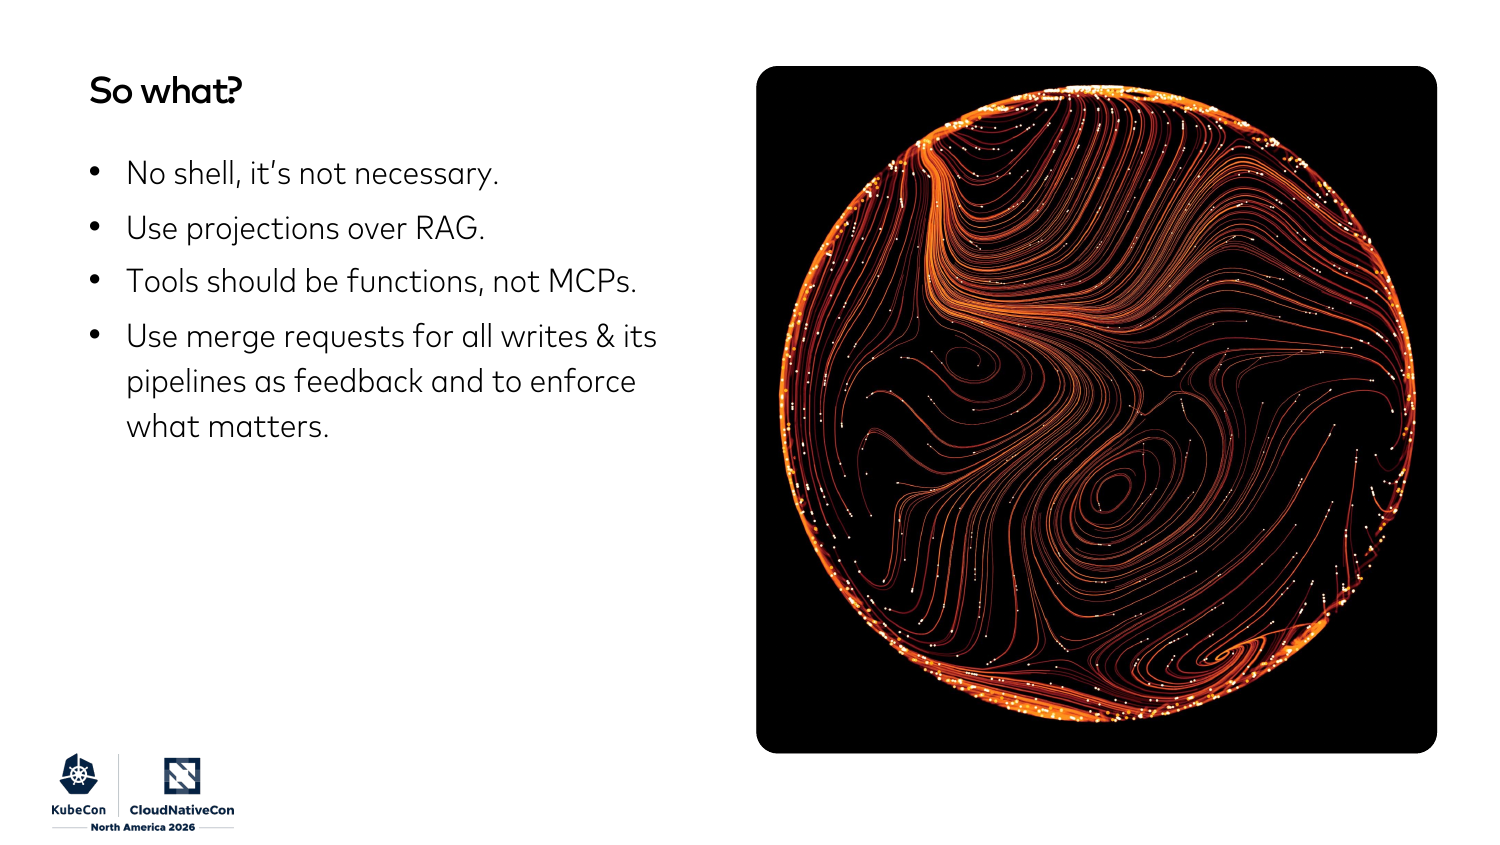 So what?
• No shell, it’s not necessary.
• Use projections over RAG.
• Tools should be functions, not MCPs.
• Use merge requests for all writes & its
pipelines as feedback and to enforce
what matters.
KubeCon
CloudNativeCon
North America 2026